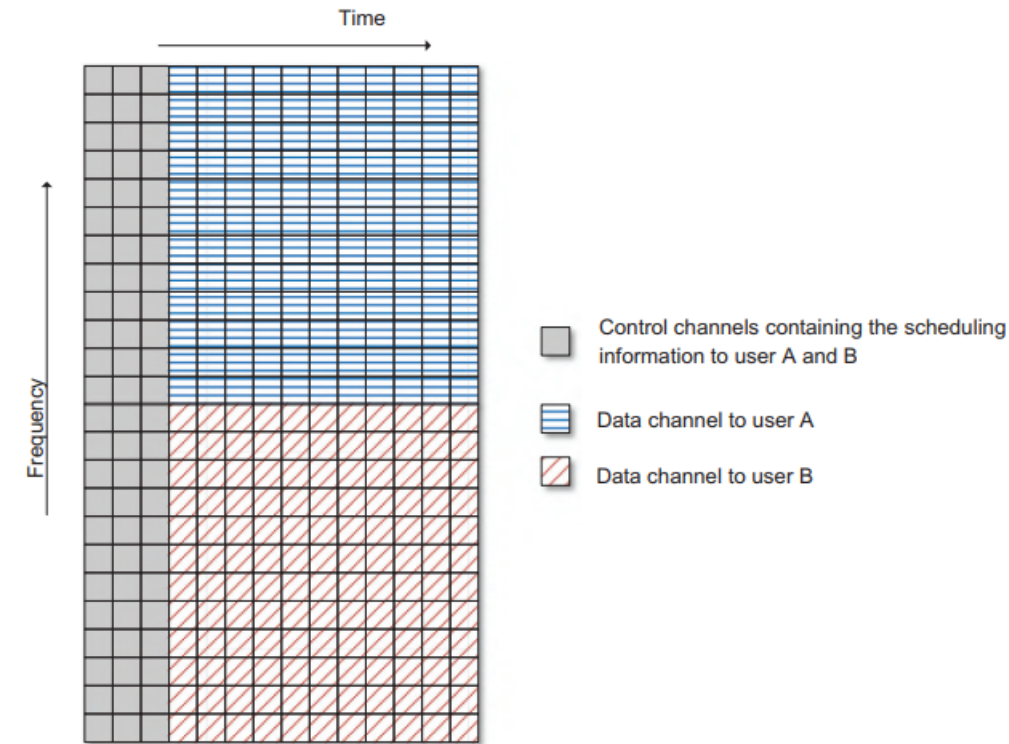 Time
Frequency
Control channels containing the scheduling
information to user A and B
Data channel to user A
Data channel to user B